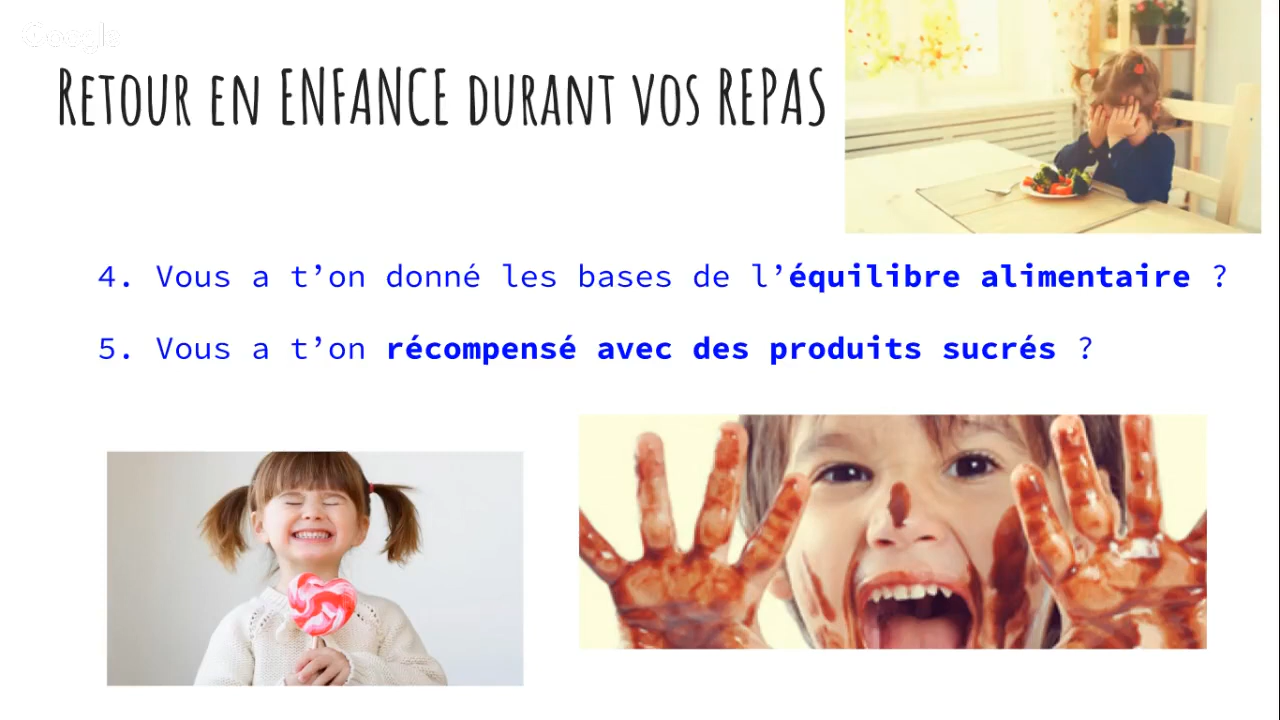 Google
RETOUR EN ENFANCE DURANT VOS REPAS
4. Vous a t’on donné les bases de l’équilibre alimentaire ?
5. Vous a t’on récompensé avec des produits sucrés ?